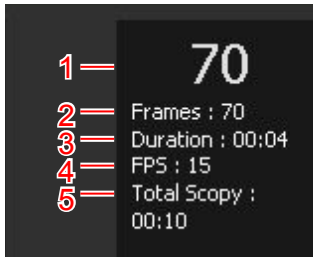 1 70
2 Frames : 70
3 Duration : 00:04
4 FPS : 15
5 Total Scopy :
00:10